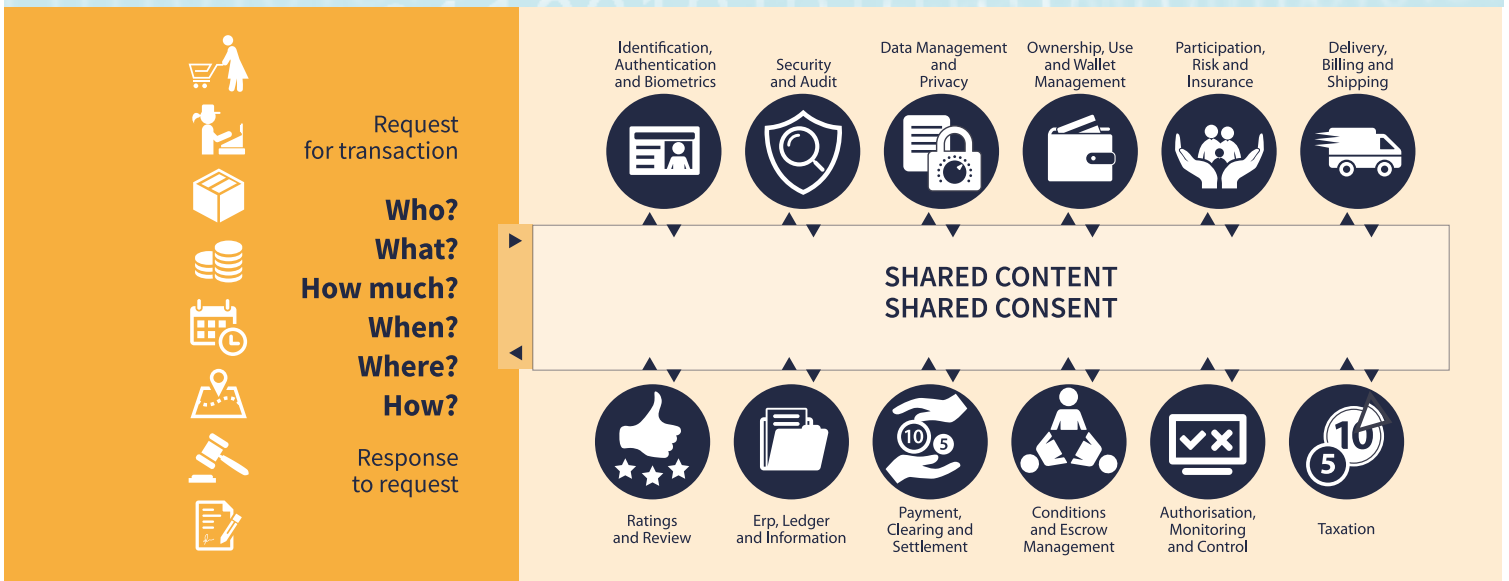 Request
for transaction
Who?
What?
How much?
When?
Where?
How?
Response
to request
Identification,
Authentication
and Biometrics
Security
and Audit
Data Management
and
Privacy
Ownership, Use
and Wallet
Management
Participation,
Risk and
Insurance
Delivery,
Billing and
Shipping
SHARED CONTENT
SHARED CONSENT
10
5
10
5
Ratings
and Review
Erp, Ledger
and Information
Payment,
Clearing and
Settlement
Conditions
and Escrow
Management
Authorisation,
Monitoring
and Control
Taxation